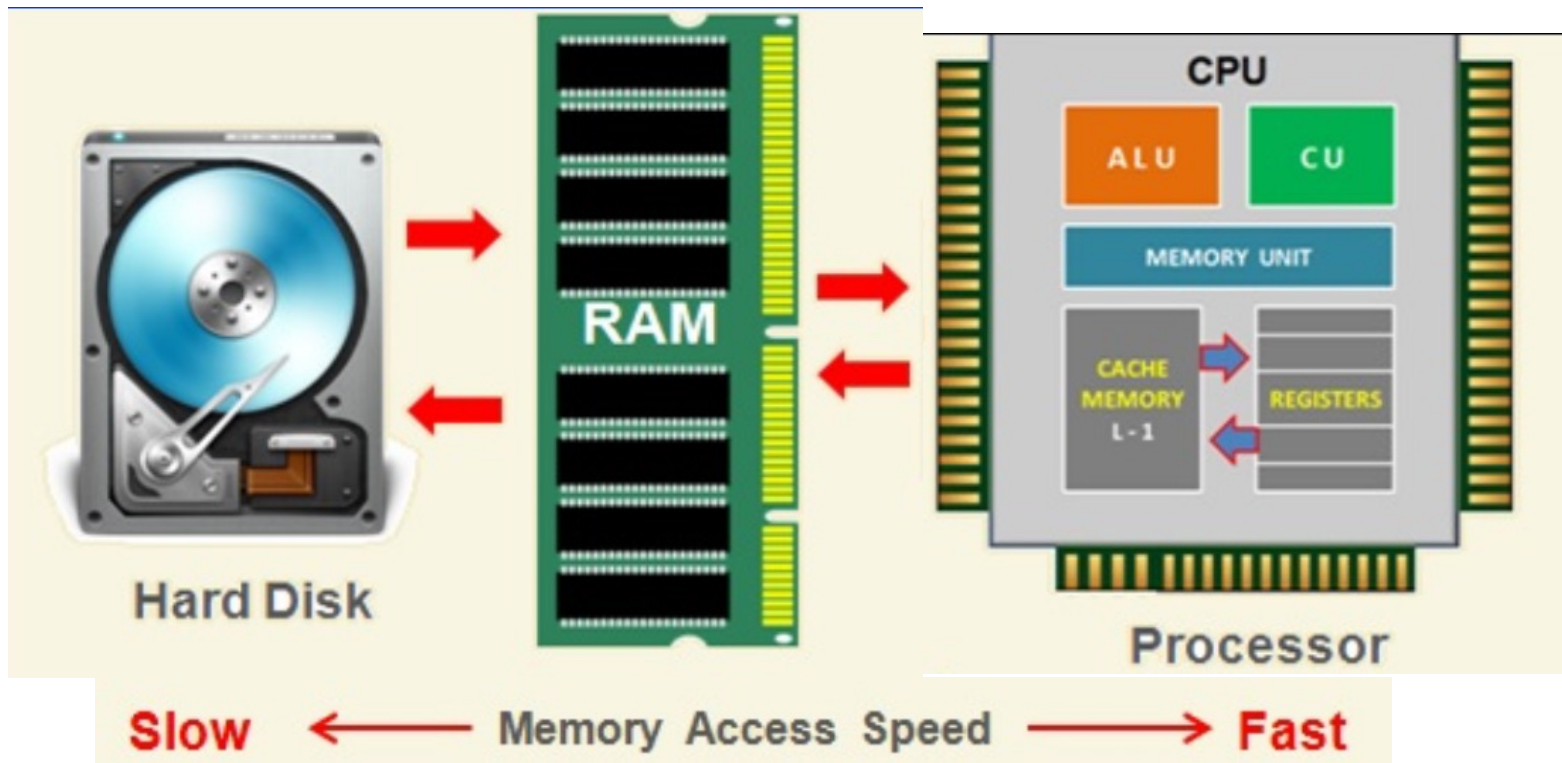 Hard Disk
RAM
CPU
ALU
CU
MEMORY UNIT
CACHE
MEMORY
L-1
REGISTERS
Processor
Slow
Memory Access Speed
Fast